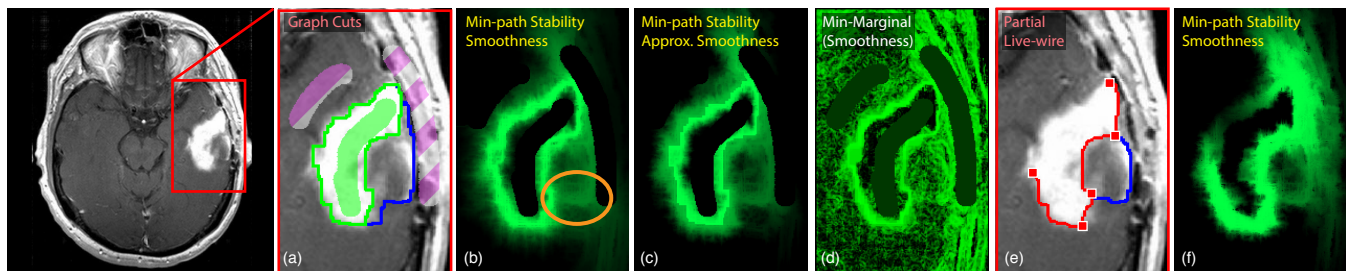 Graph Cuts
(a)
Min-path Stability
Smoothness
(b)
Min-path Stability
Approx. Smoothness
(c)
Min-Marginal
(Smoothness)
(d)
Partial
Live-wire
(e)
Min-path Stability
Smoothness
(f)